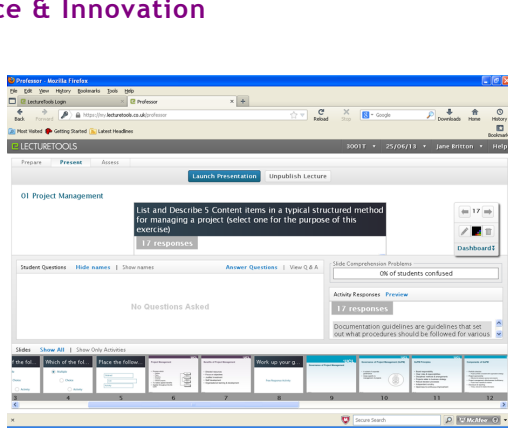 ce & Innovation
Professor - Mozilla Firefox
File Edit View History Bookmarks Tools Help
LectureTools Login × Professor × +
Back Forward https://my.lecturetools.co.uk/professor Reload Stop Google Downloads Home History
Bookmark
Most Visited Getting Started Latest Headlines
LECTURETOOLS 3001T 25/06/13 Jane Britton Help
Prepare Present Assess
Launch Presentation Unpublish Lecture
01 Project Management
List and Describe 5 Content items in a typical structured method
for managing a project (select one for the purpose of this
exercise)
17 responses
17
Dashboard
Student Questions Hide names | Show names Answer Questions | View Q & A
No Questions Asked
Slide Comprehension Problems
0% of students confused
Activity Responses Preview
17 responses
Documentation guidelines are guidelines that set
out what procedures should be followed for various
Slides Show All | Show Only Activities
f the fol... Which of the fol... Place the follow... Work up your g...
3 4 5 6 7 8 9 10 11 12
× Secure Search McAfee